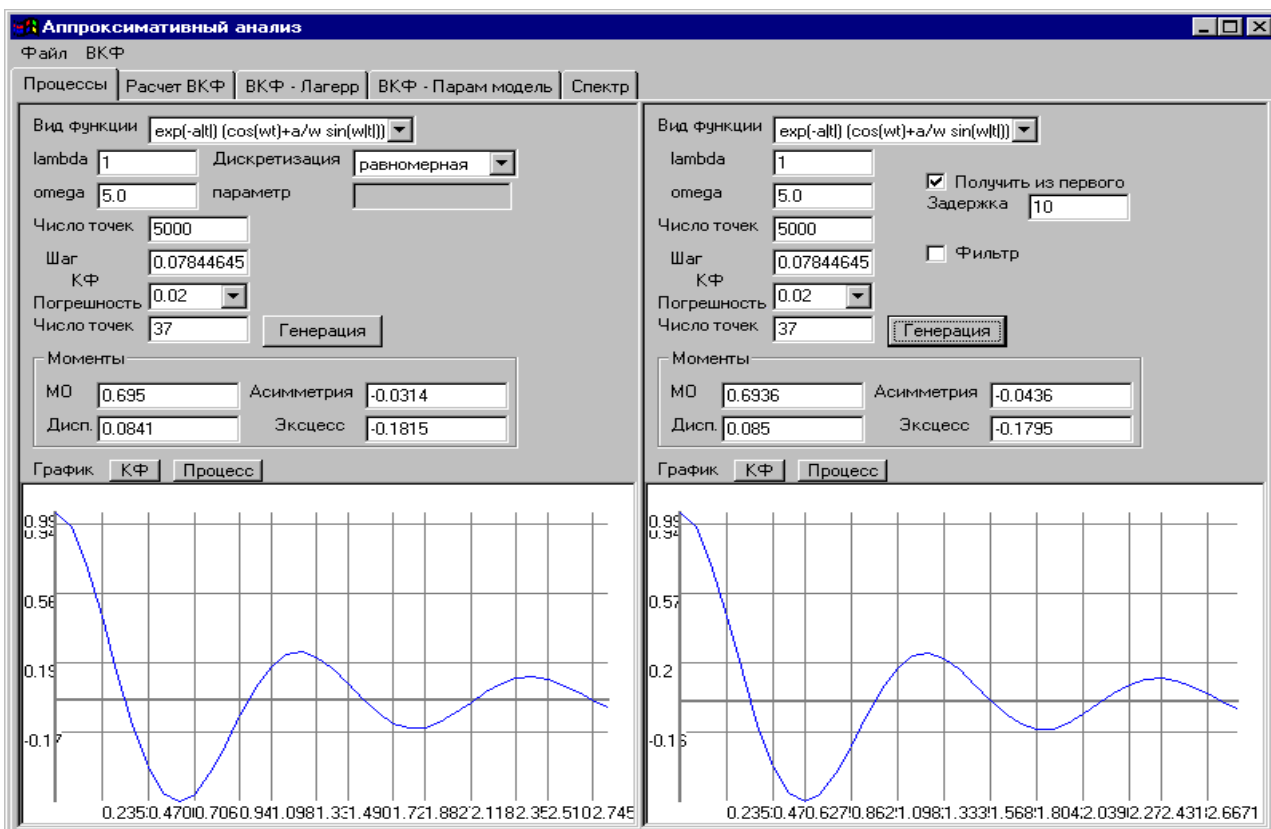 Аппроксимативный анализ
Файл ВКФ
Процессы Расчет ВКФ ВКФ - Лагерр ВКФ - Парам модель Спектр
Вид функции exp(-a|t|) (cos(wt)+a/w sin(w|t|))
lambda 1 Дискретизация равномерная
omega 5.0 параметр
Число точек 5000
Шаг 0.07844645
КФ
Погрешность 0.02
Число точек 37 Генерация
Моменты
МО 0.695 Асимметрия -0.0314
Дисп. 0.0841 Эксцесс -0.1815
График КФ Процесс
0.99
0.94
0.56
0.19
-0.17
Вид функции exp(-a|t|) (cos(wt)+a/w sin(w|t|))
lambda 1
omega 5.0
Получить из первого
Задержка 10
Число точек 5000
Шаг 0.07844645
Фильтр
КФ
Погрешность 0.02
Число точек 37 Генерация
Моменты
МО 0.6936 Асимметрия -0.0436
Дисп. 0.085 Эксцесс -0.1795
График КФ Процесс
0.99
0.94
0.57
0.2
-0.16